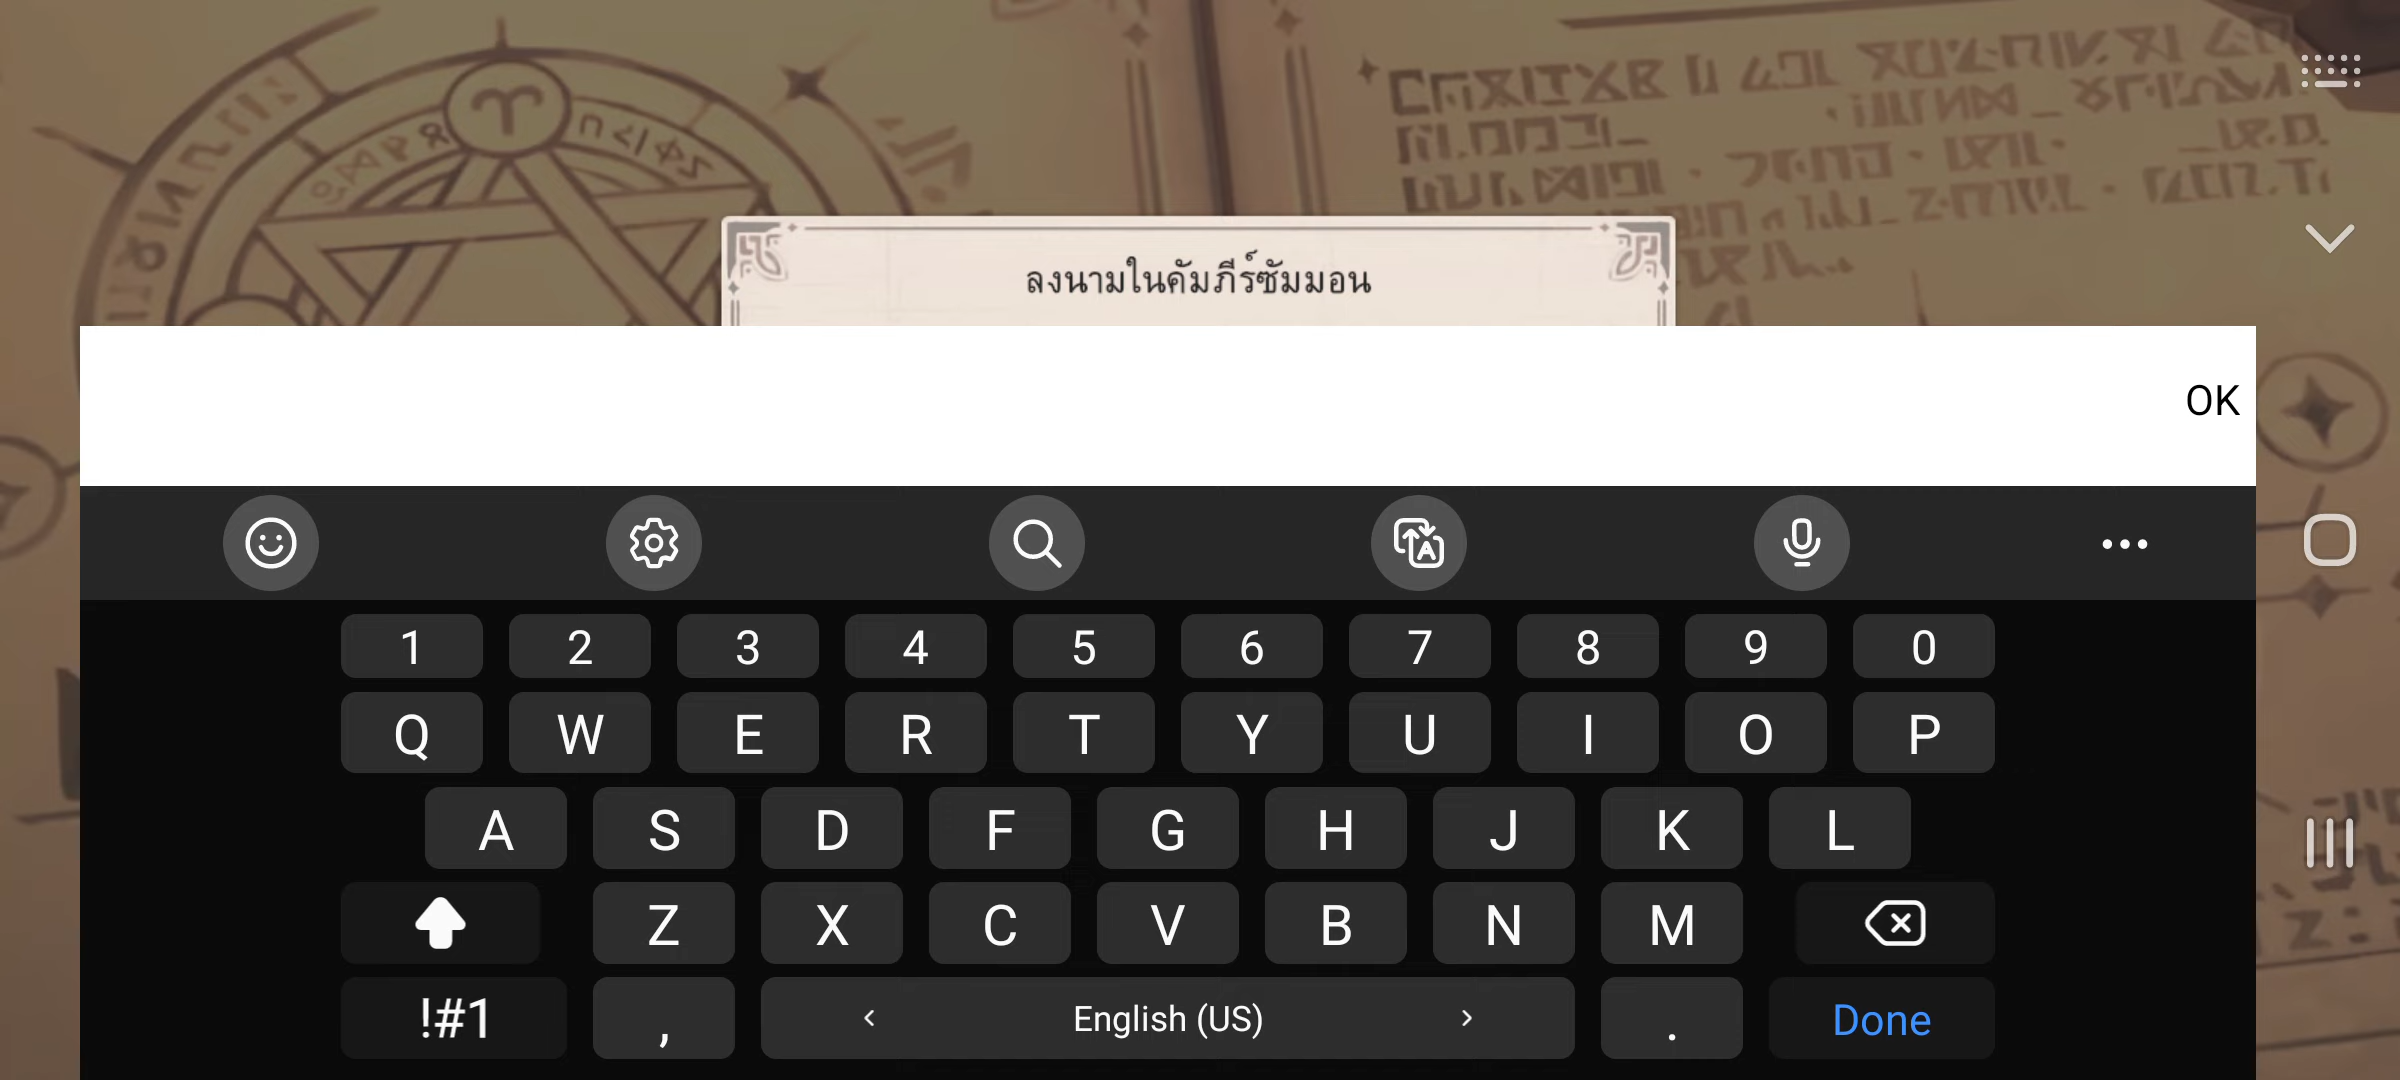 ลงนามในคัมภีร์ซัมมอน
OK
1 2 3 4 5 6 7 8 9 0
Q W E R T Y U I O P
A S D F G H J K L
Z X C V B N M
!#1 , < English (US) > . Done